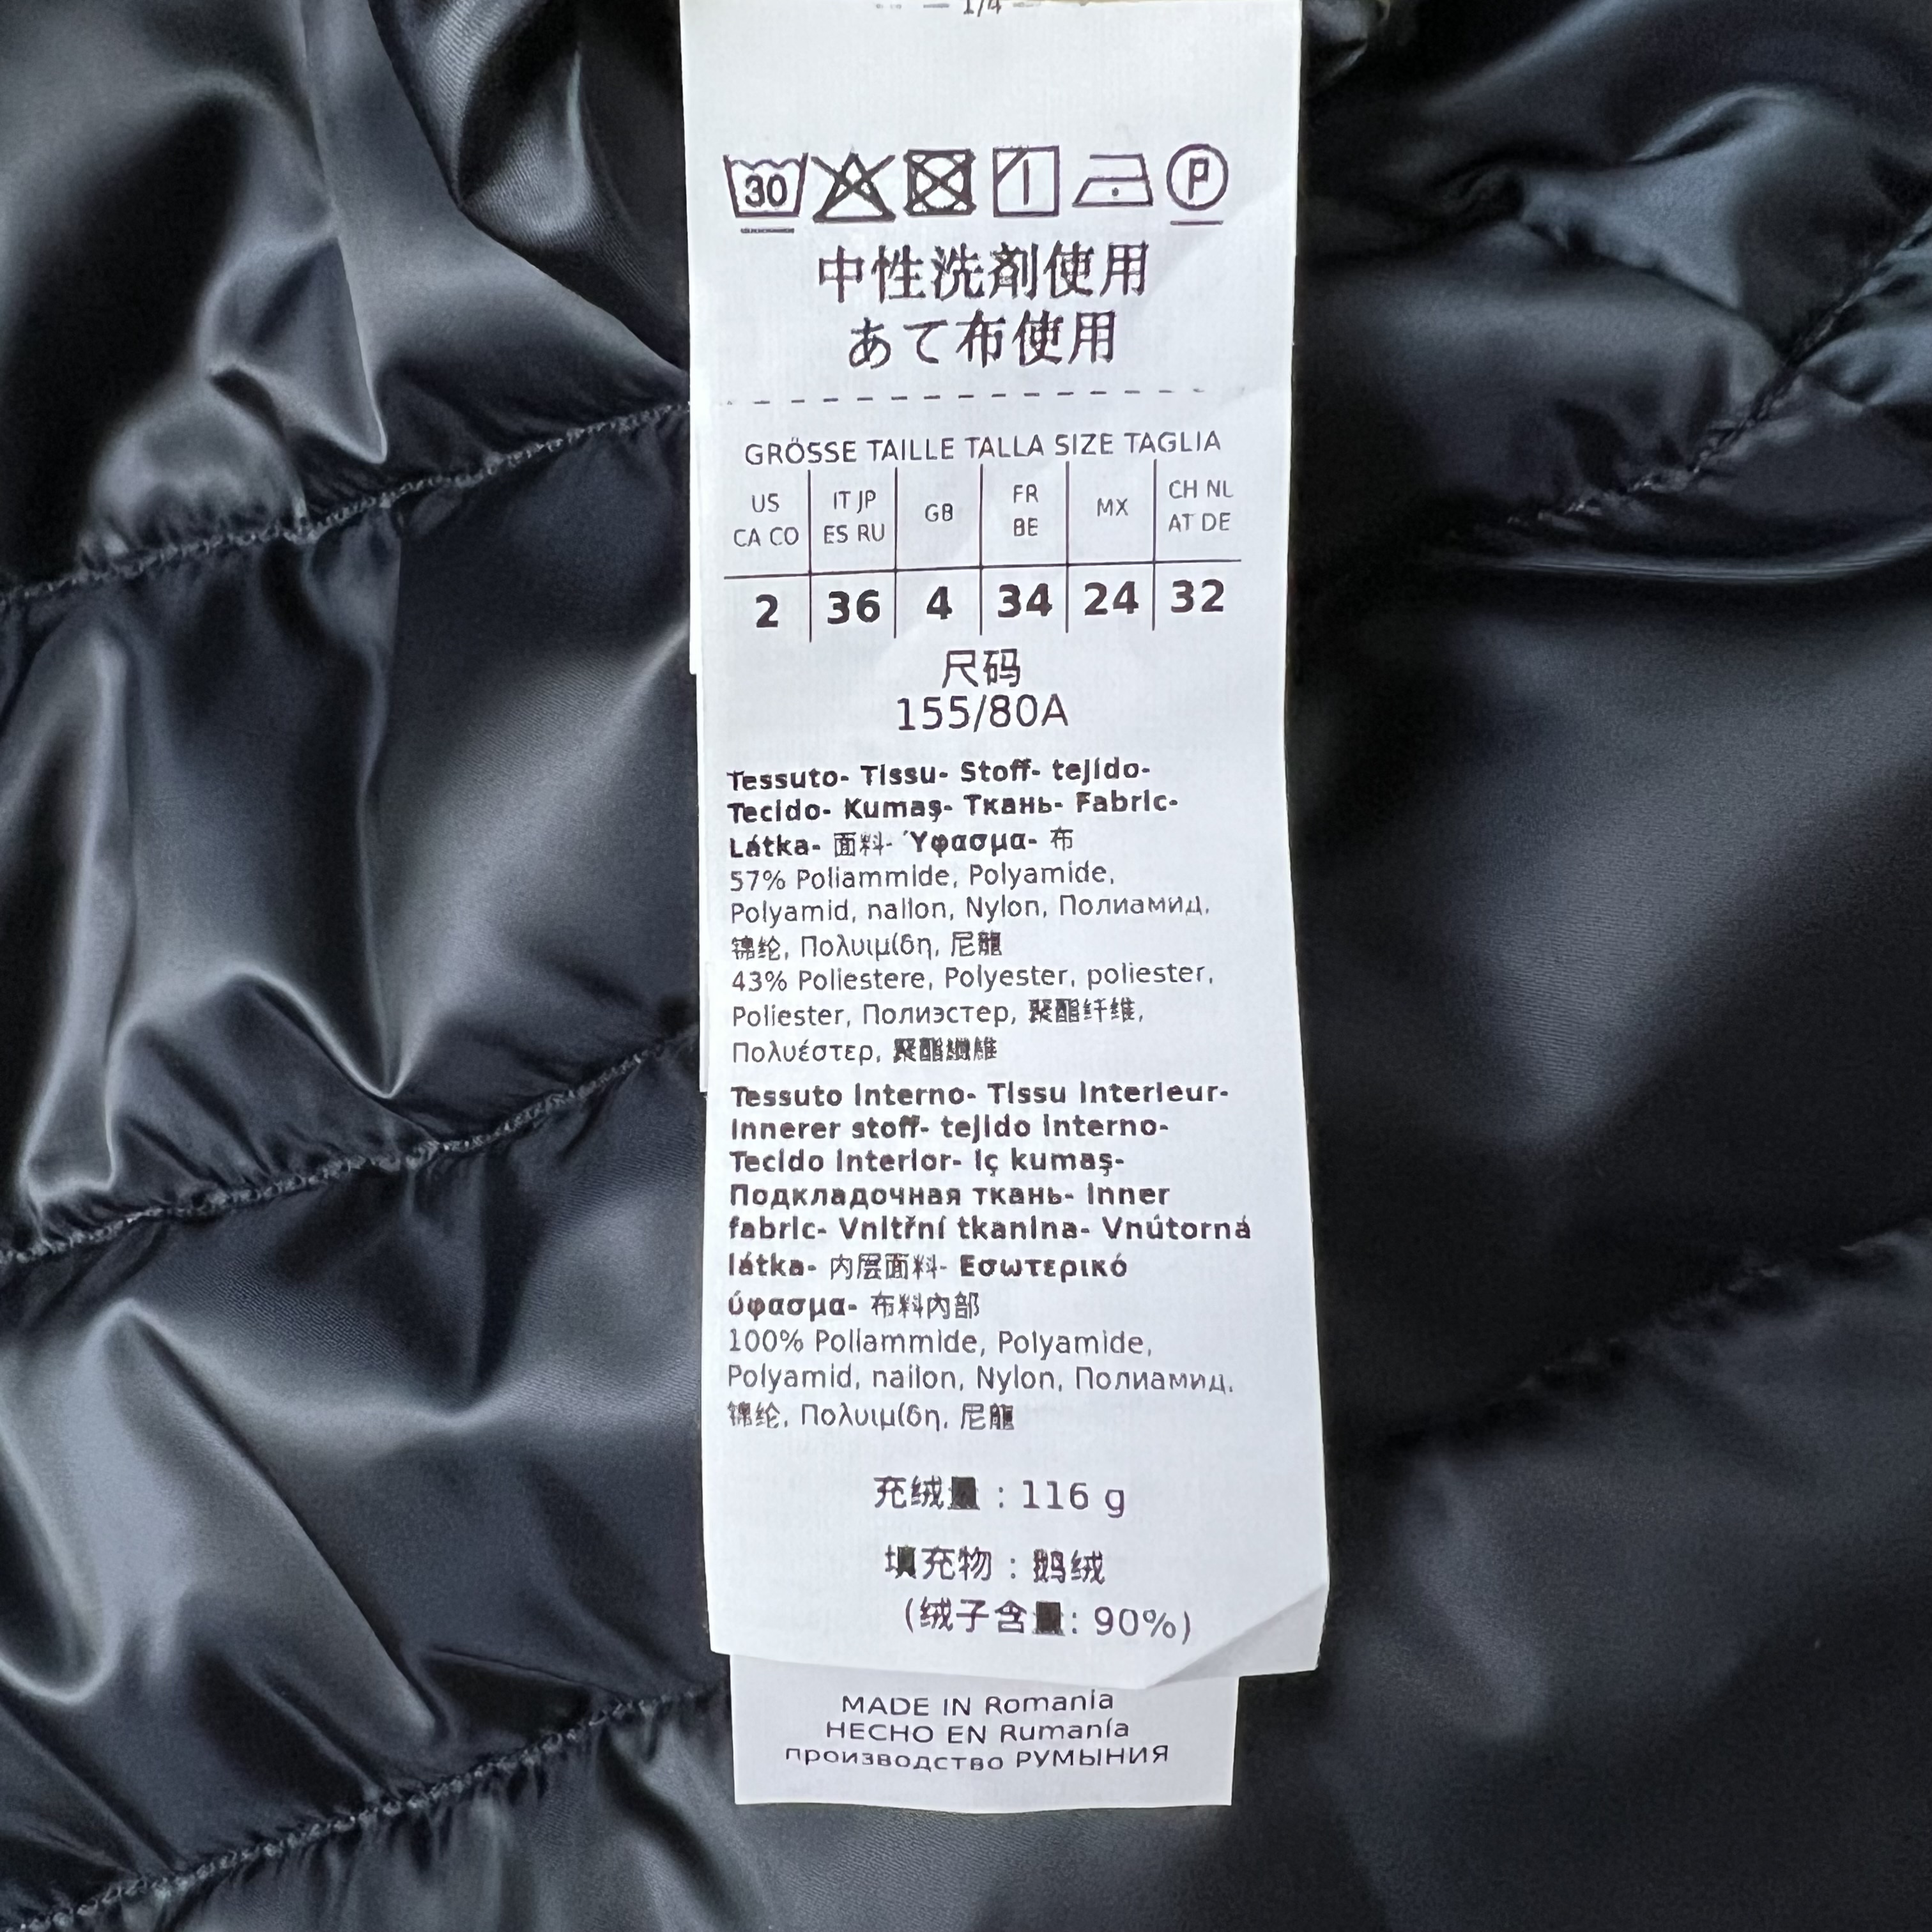 1/4
30
P
中性洗剤使用
あて布使用
GRÖSSE TAILLE TALLA SIZE TAGLIA
US CA CO IT JP ES RU GB FR BE MX CH NL AT DE
2 36 4 34 24 32
尺码
155/80A
Tessuto- Tissu- Stoff- tejido-
Tecido- Kumaş- Ткань- Fabric-
Látka- 面料- Ύφασμα- 布
57% Poliammide, Polyamide,
Polyamid, nailon, Nylon, Полиамид,
锦纶, Πολυιμίδη, 尼龍
43% Poliestere, Polyester, poliester,
Poliester, Полиэстер, 聚酯纤维,
Πολυέστερ, 聚酯纖維
Tessuto interno- Tissu interieur-
Innerer stoff- tejido interno-
Tecido interior- iç kumaş-
Подкладочная ткань- Inner
fabric- Vnitřní tkanina- Vnútorná
látka- 内层面料- Εσωτερικό
ύφασμα- 布料內部
100% Poliammide, Polyamide,
Polyamid, nailon, Nylon, Полиамид,
锦纶, Πολυιμίδη, 尼龍
充绒量 : 116 g
填充物 : 鹅绒
(绒子含量: 90%)
MADE IN Romania
HECHO EN Rumanía
производство РУМЫНИЯ